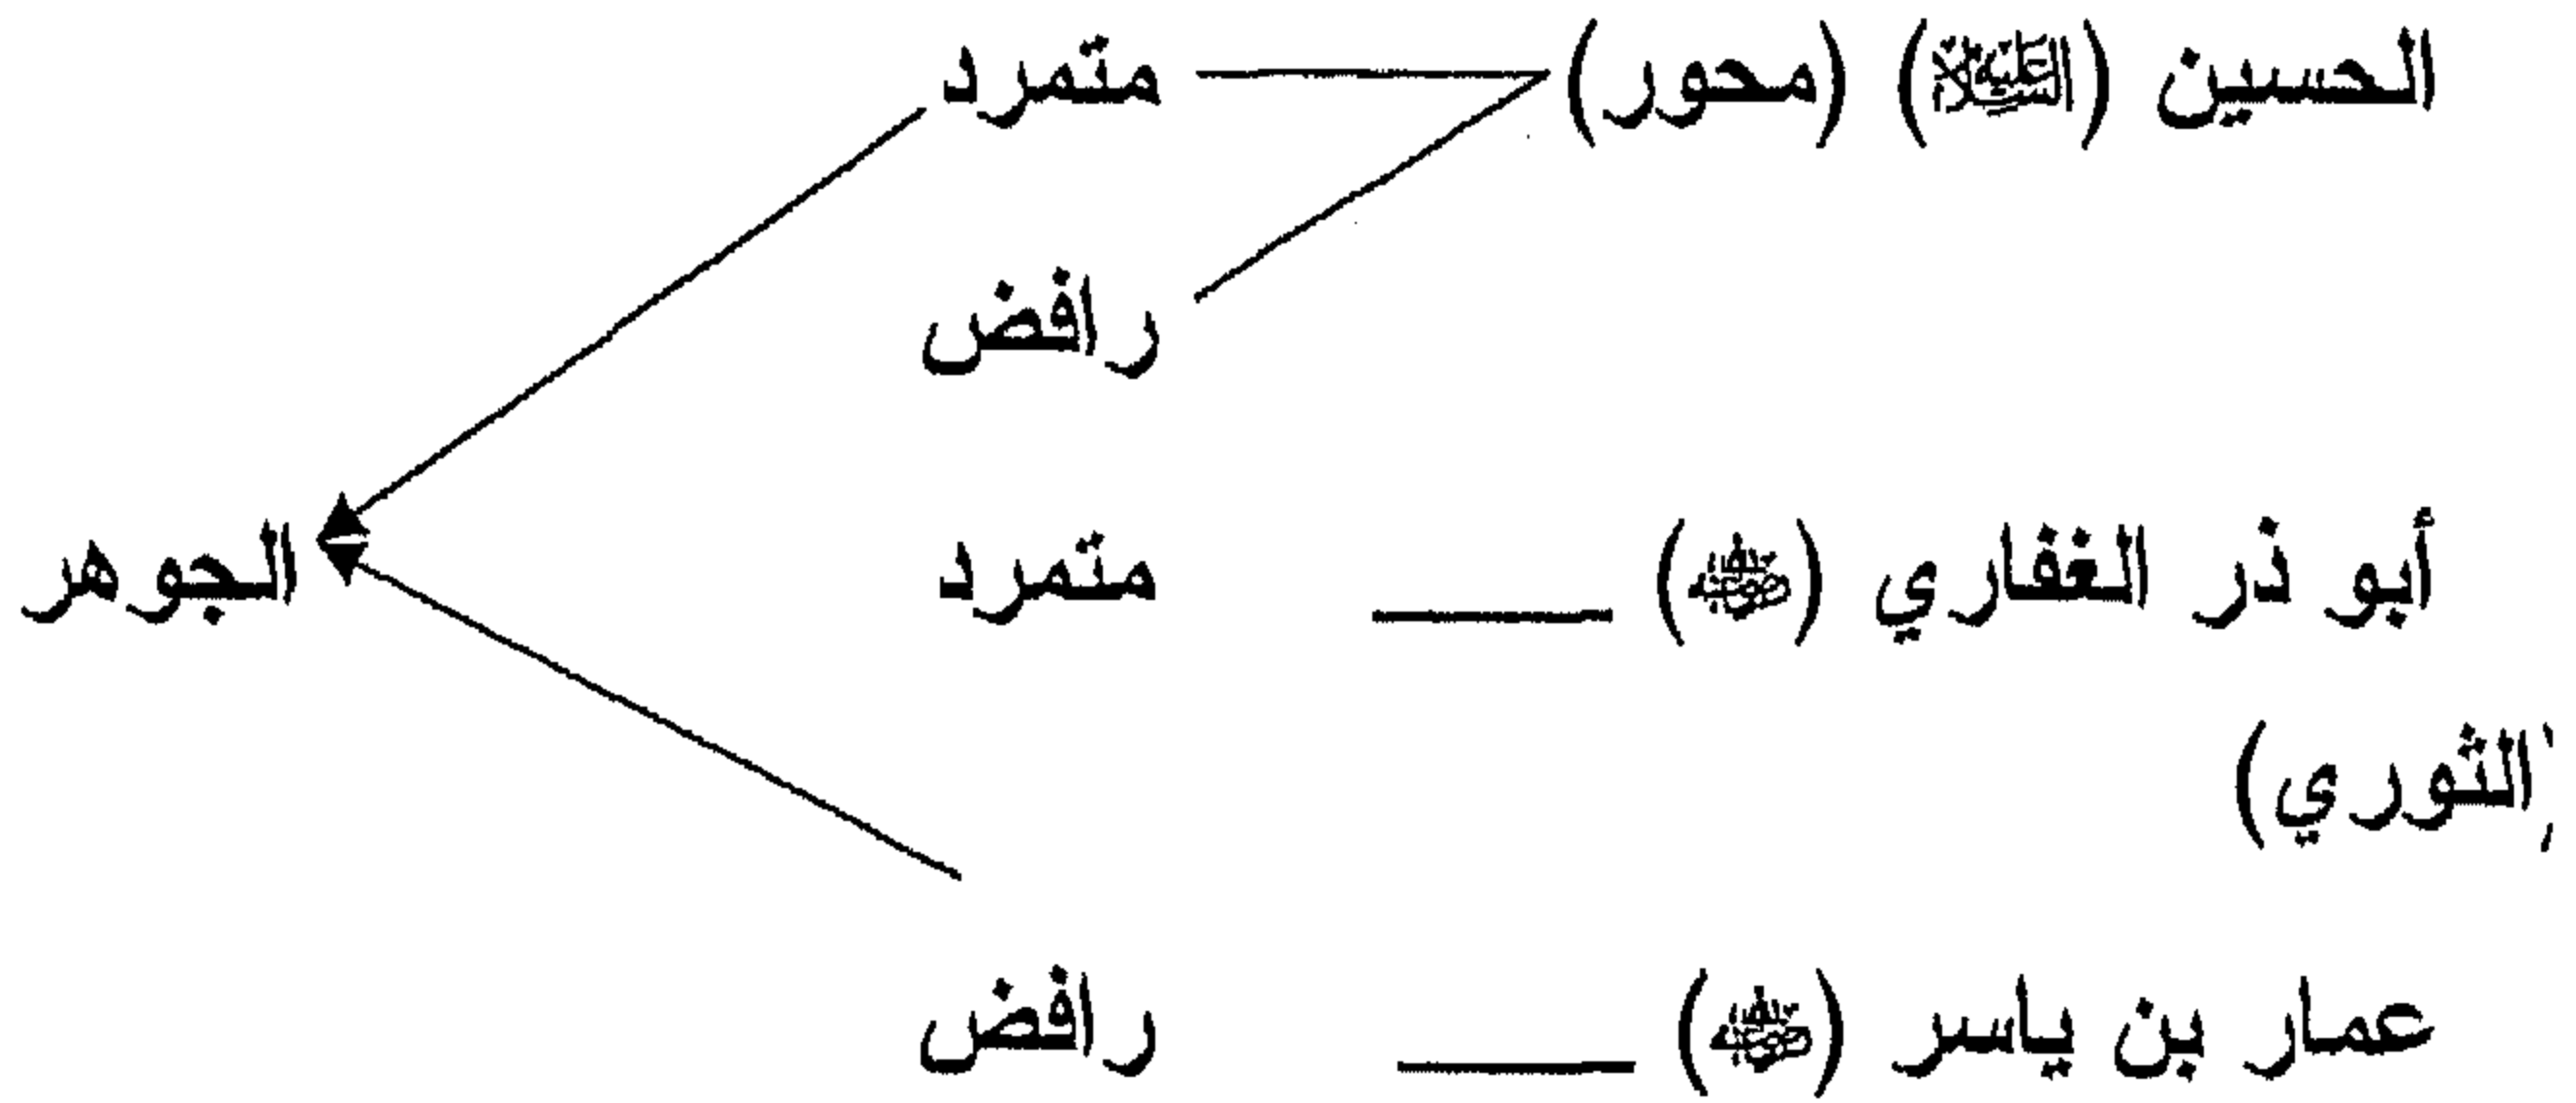 الحسين (عليه السلام) (محور) متمرد
رافض
أبو ذر الغفاري (رضي الله عنه) متمرد الجوهر
(الثوري)
عمار بن ياسر (رضي الله عنه) رافض